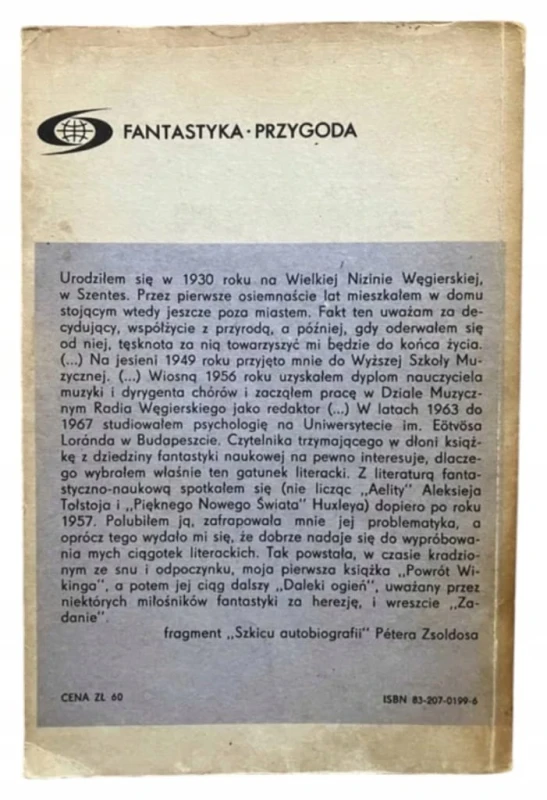 FANTASTYKA · PRZYGODA
Urodziłem się w 1930 roku na Wielkiej Nizinie Węgierskiej,
w Szentes. Przez pierwsze osiemnaście lat mieszkałem w domu
stojącym wtedy jeszcze poza miastem. Fakt ten uważam za de-
cydujący, współżycie z przyrodą, a później, gdy oderwałem się
od niej, tęsknota za nią towarzyszyć mi będzie do końca życia.
(...) Na jesieni 1949 roku przyjęto mnie do Wyższej Szkoły Mu-
zycznej. (...) Wiosną 1956 roku uzyskałem dyplom nauczyciela
muzyki i dyrygenta chórów i zacząłem pracę w Dziale Muzycz-
nym Radia Węgierskiego jako redaktor (...) W latach 1963 do
1967 studiowałem psychologię na Uniwersytecie im. Eötvösa
Loránda w Budapeszcie. Czytelnika trzymającego w dłoni książ-
kę z dziedziny fantastyki naukowej na pewno interesuje, dlacze-
go wybrałem właśnie ten gatunek literacki. Z literaturą fanta-
styczno-naukową spotkałem się (nie licząc „Aelity" Aleksieja
Tołstoja i „Pięknego Nowego Świata" Huxleya) dopiero po roku
1957. Polubiłem ją, zafrapowała mnie jej problematyka, a
oprócz tego wydało mi się, że dobrze nadaje się do wypróbowa-
nia mych ciągotek literackich. Tak powstała, w czasie kradzio-
nym ze snu i odpoczynku, moja pierwsza książka „Powrót Wi-
kinga", a potem jej ciąg dalszy „Daleki ogień", uważany przez
niektórych miłośników fantastyki za herezję, i wreszcie „Za-
danie".
fragment „Szkicu autobiografii" Pétera Zsoldosa
CENA ZŁ 60
ISBN 83-207-0199-6